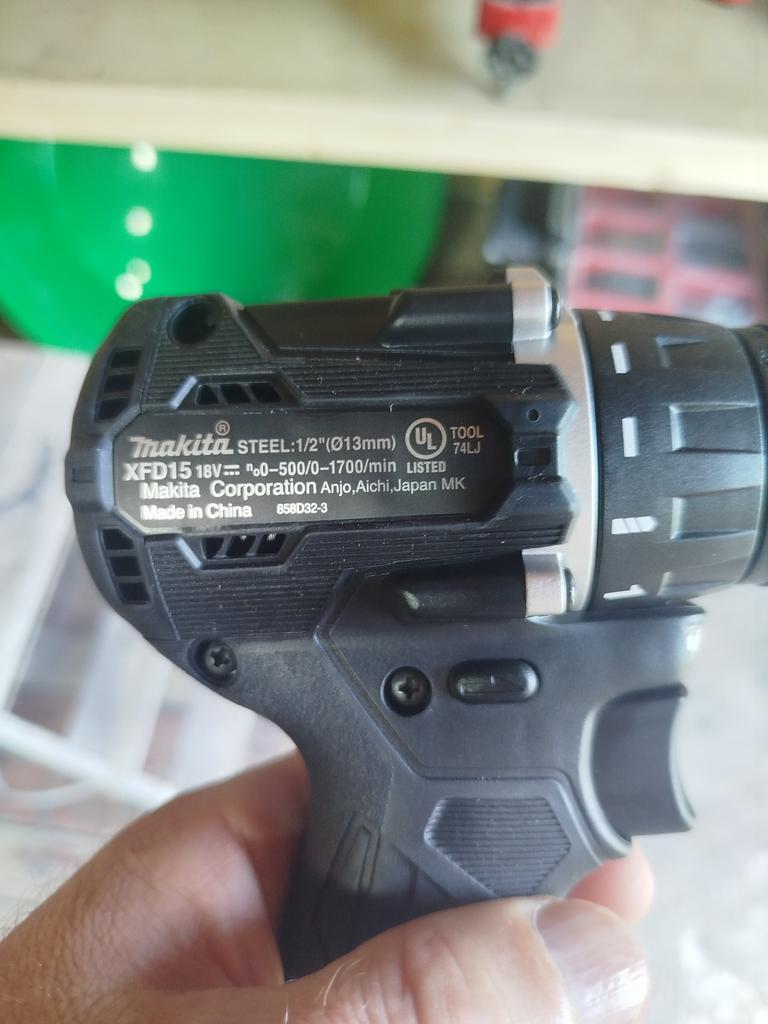 makita® STEEL:1/2"(Ø13mm) UL LISTED TOOL 74LJ
XFD15 18V⎓ n₀0-500/0-1700/min
Makita Corporation Anjo,Aichi,Japan MK
Made in China 858D32-3
1